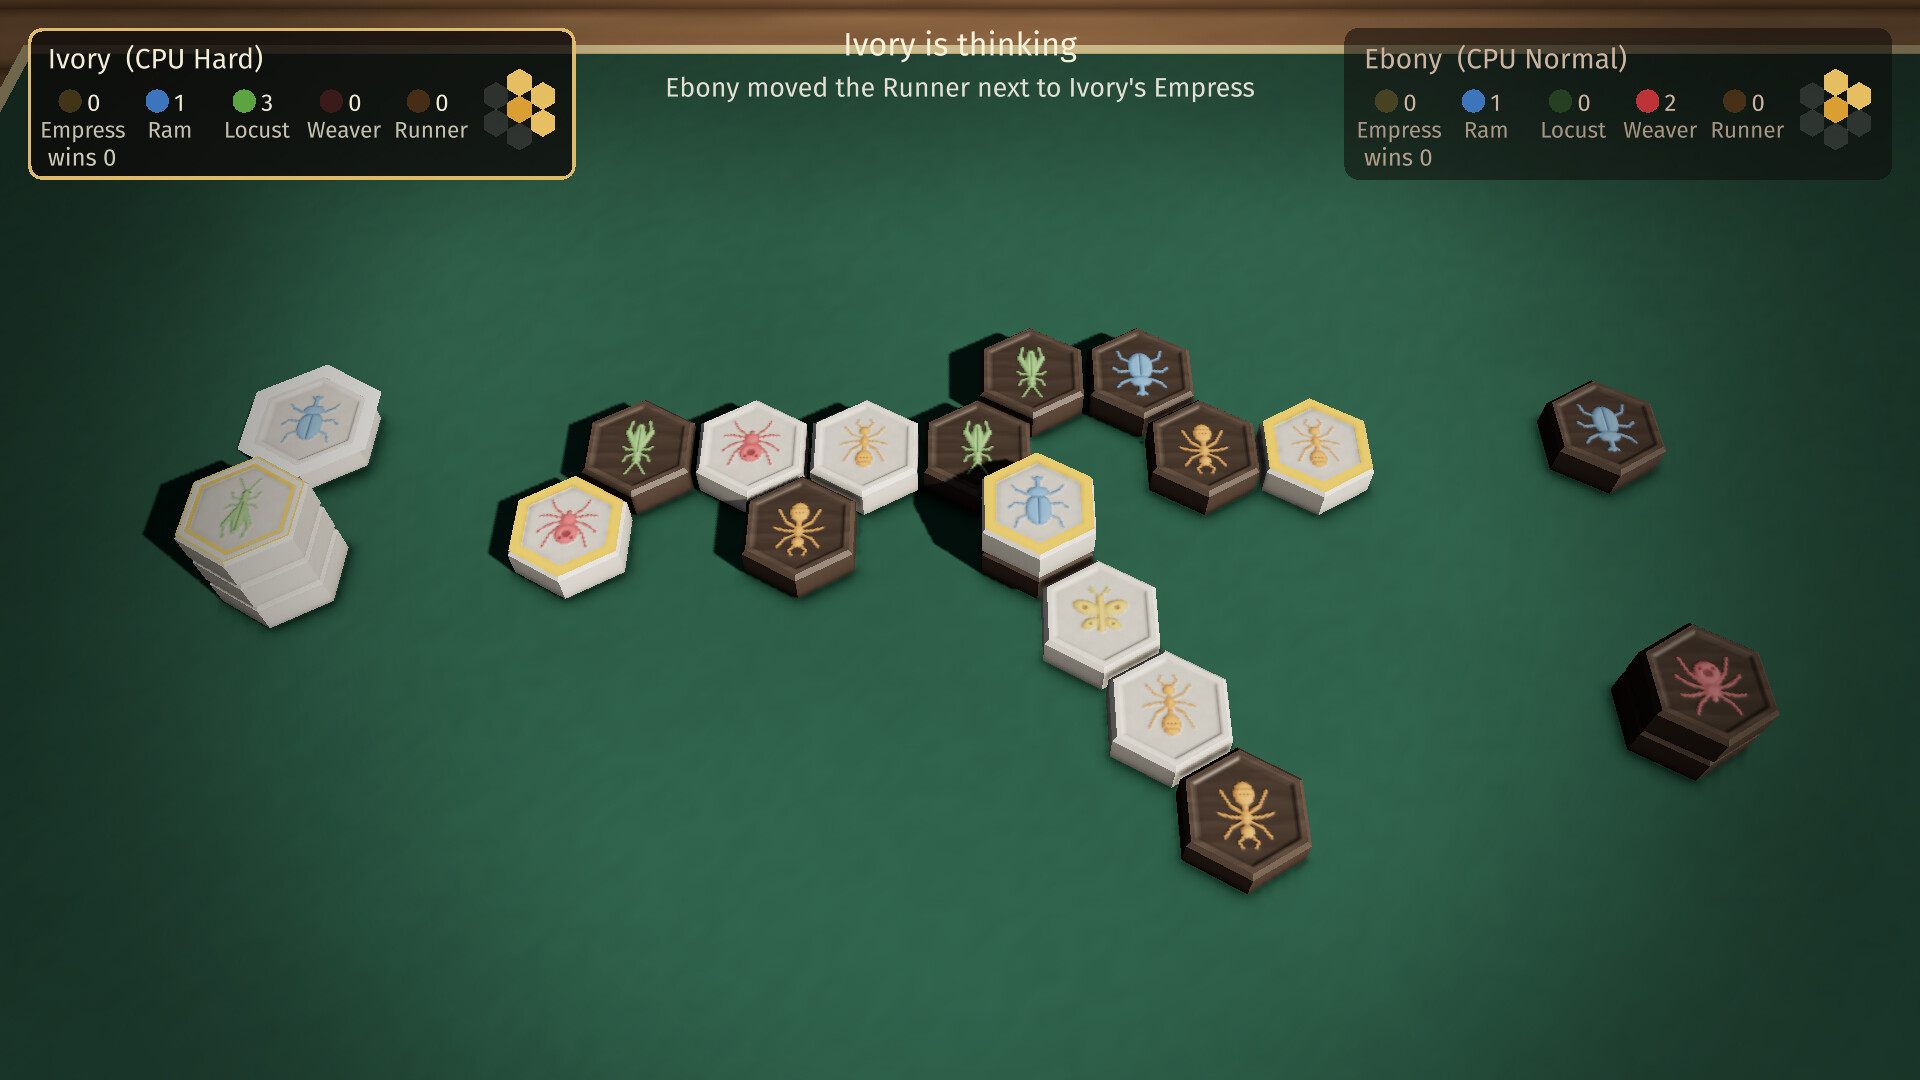 Ivory (CPU Hard)
0 1 3 0 0
Empress Ram Locust Weaver Runner
wins 0
Ivory is thinking
Ebony moved the Runner next to Ivory's Empress
Ebony (CPU Normal)
0 1 0 2 0
Empress Ram Locust Weaver Runner
wins 0